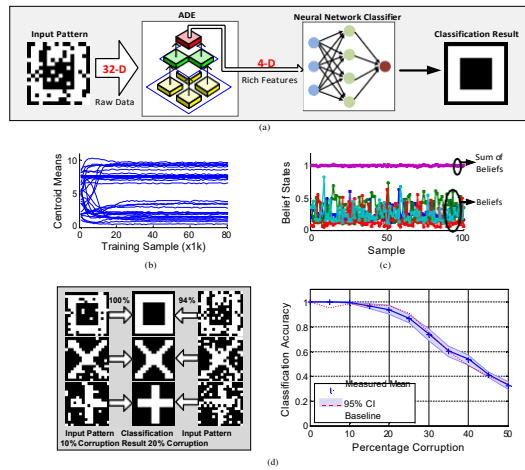 ADE
Neural Network Classifier
Input Pattern
Classification Result
32-D
4-D
Raw Data
Rich Features
(a)
Centroid Means
10
5
0
0 20 40 60 80
Training Sample (x1k)
(b)
Belief States
1
0.5
0
0 50 100
Sample
Sum of
Beliefs
Beliefs
(c)
100%
94%
Input Pattern Classification Input Pattern
10% Corruption Result 20% Corruption
Classification Accuracy
1
0.8
0.6
0.4
0.2
0
0 10 20 30 40 50
Percentage Corruption
Measured Mean
95% CI
Baseline
(d)